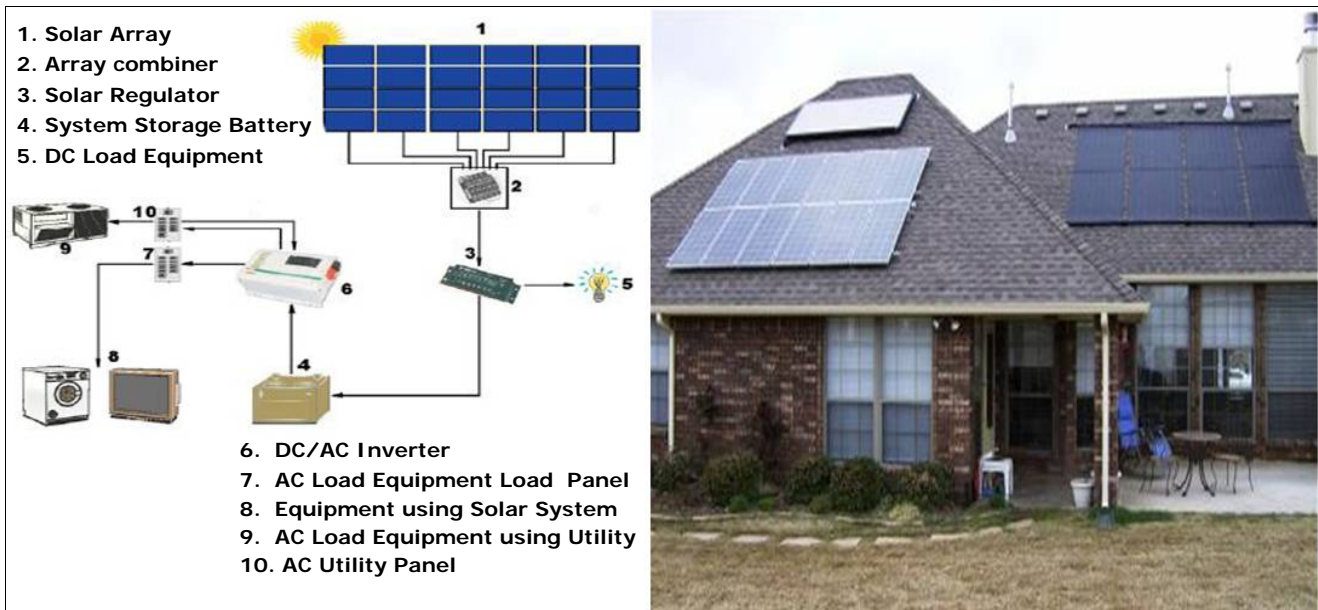 1. Solar Array
2. Array combiner
3. Solar Regulator
4. System Storage Battery
5. DC Load Equipment
1
2
3
5
10
9
7
6
8
4
6. DC/AC Inverter
7. AC Load Equipment Load Panel
8. Equipment using Solar System
9. AC Load Equipment using Utility
10. AC Utility Panel